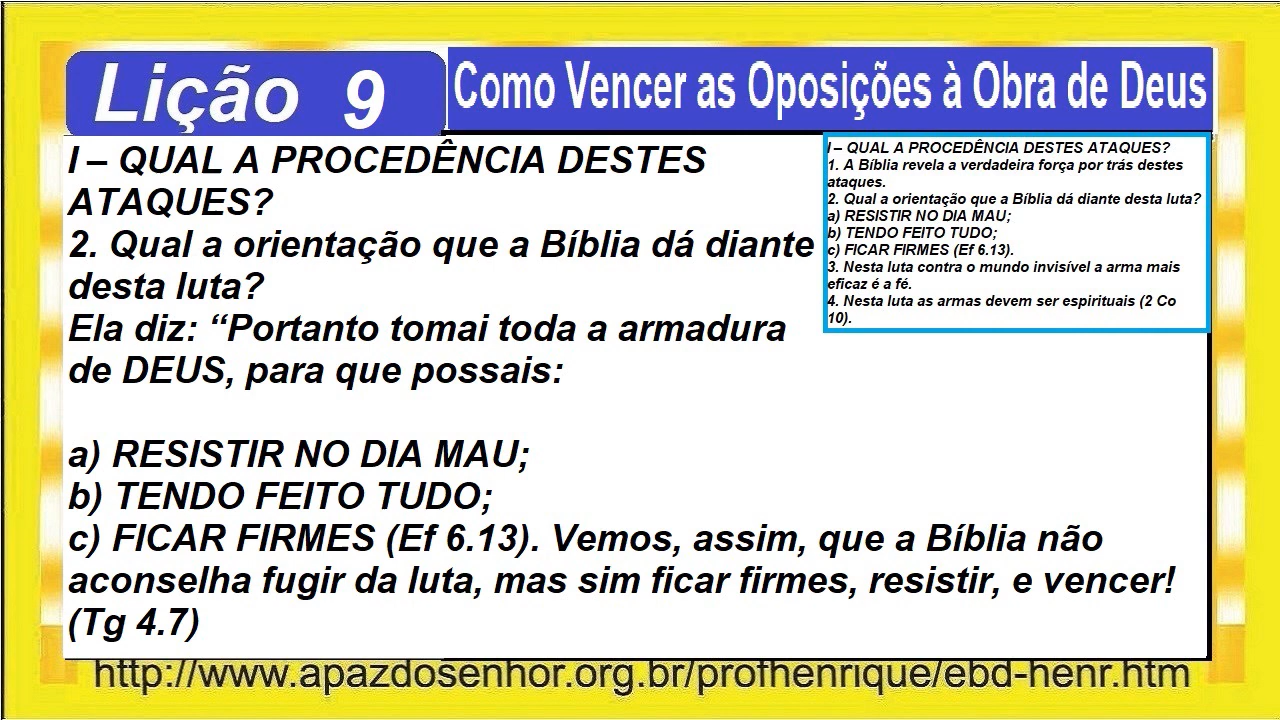 Lição 9
Como Vencer as Oposições à Obra de Deus
I – QUAL A PROCEDÊNCIA DESTES
ATAQUES?
2. Qual a orientação que a Bíblia dá diante
desta luta?
Ela diz: “Portanto tomai toda a armadura
de DEUS, para que possais:
a) RESISTIR NO DIA MAU;
b) TENDO FEITO TUDO;
c) FICAR FIRMES (Ef 6.13). Vemos, assim, que a Bíblia não
aconselha fugir da luta, mas sim ficar firmes, resistir, e vencer!
(Tg 4.7)
I – QUAL A PROCEDÊNCIA DESTES ATAQUES?
1. A Bíblia revela a verdadeira força por trás destes
ataques.
2. Qual a orientação que a Bíblia dá diante desta luta?
a) RESISTIR NO DIA MAU;
b) TENDO FEITO TUDO;
c) FICAR FIRMES (Ef 6.13).
3. Nesta luta contra o mundo invisível a arma mais
eficaz é a fé.
4. Nesta luta as armas devem ser espirituais (2 Co
10).
http://www.apazdosenhor.org.br/profhenrique/ebd-henr.htm